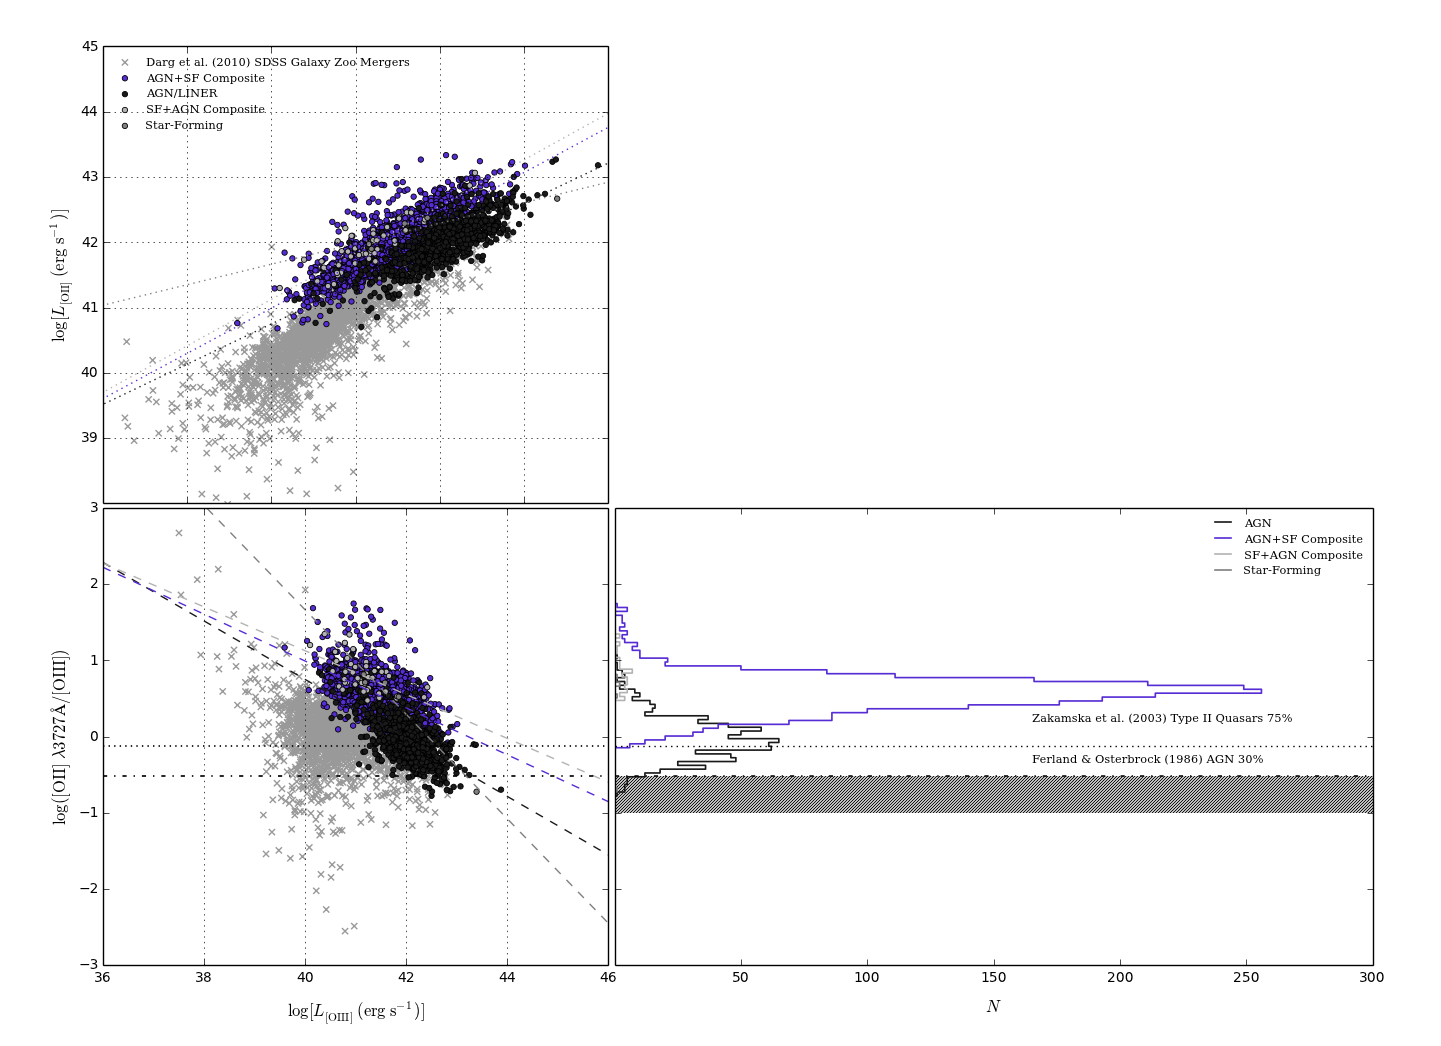 45
44
43
42
41
40
39
log[L[OII] (erg s−1)]
Darg et al. (2010) SDSS Galaxy Zoo Mergers
AGN+SF Composite
AGN/LINER
SF+AGN Composite
Star-Forming
3
2
1
0
−1
−2
−3
log([OII] λ3727Å/[OIII])
36 38 40 42 44 46
log[L[OIII] (erg s−1)]
AGN
AGN+SF Composite
SF+AGN Composite
Star-Forming
Zakamska et al. (2003) Type II Quasars 75%
Ferland & Osterbrock (1986) AGN 30%
50 100 150 200 250 300
N